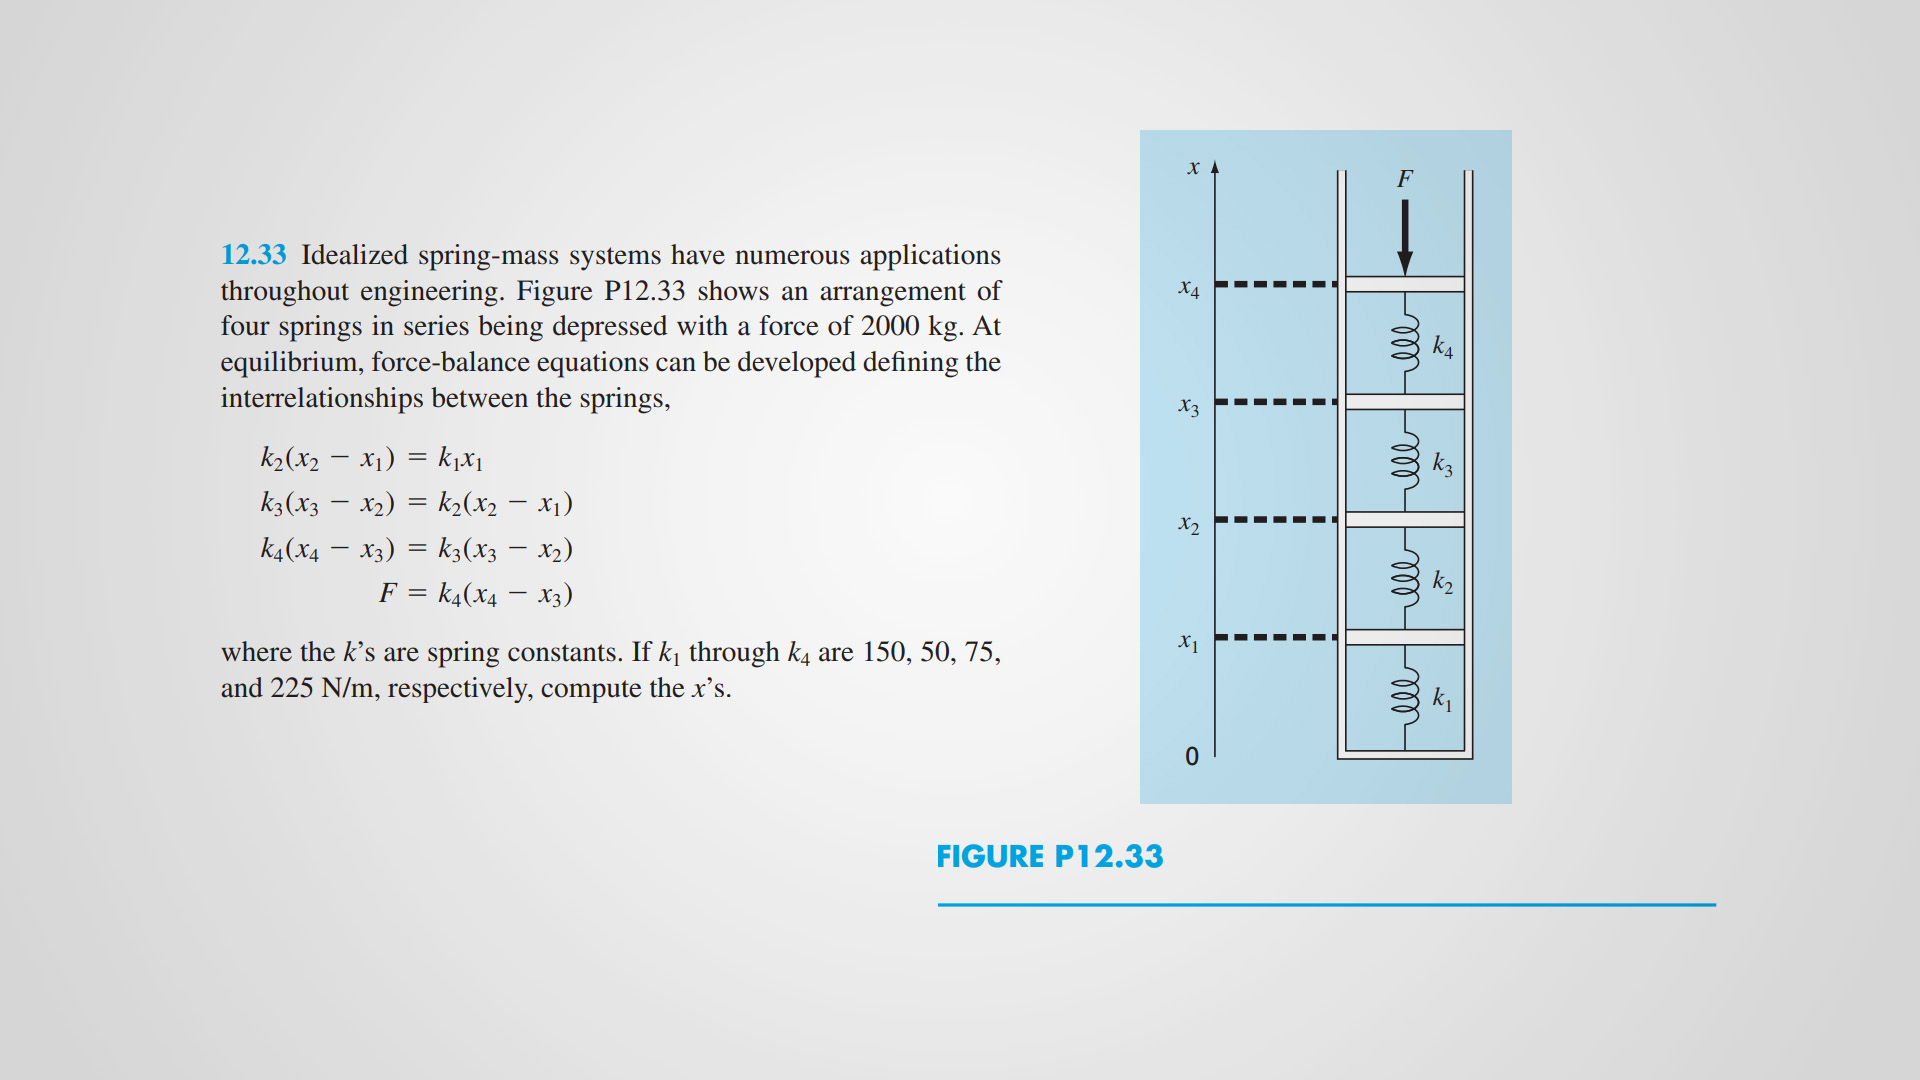 12.33 Idealized spring-mass systems have numerous applications
throughout engineering. Figure P12.33 shows an arrangement of
four springs in series being depressed with a force of 2000 kg. At
equilibrium, force-balance equations can be developed defining the
interrelationships between the springs,
k₂(x₂ − x₁) = k₁x₁
k₃(x₃ − x₂) = k₂(x₂ − x₁)
k₄(x₄ − x₃) = k₃(x₃ − x₂)
F = k₄(x₄ − x₃)
where the k’s are spring constants. If k₁ through k₄ are 150, 50, 75,
and 225 N/m, respectively, compute the x’s.
x
F
x₄
k₄
x₃
k₃
x₂
k₂
x₁
k₁
0
FIGURE P12.33